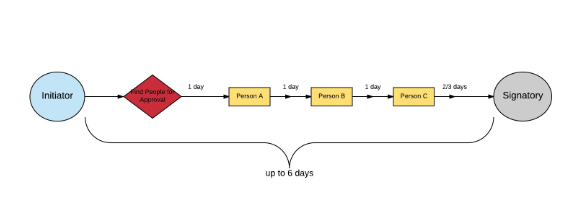 Initiator
Find People for
Approval
1 day
Person A
1 day
Person B
1 day
Person C
2/3 days
Signatory
up to 6 days